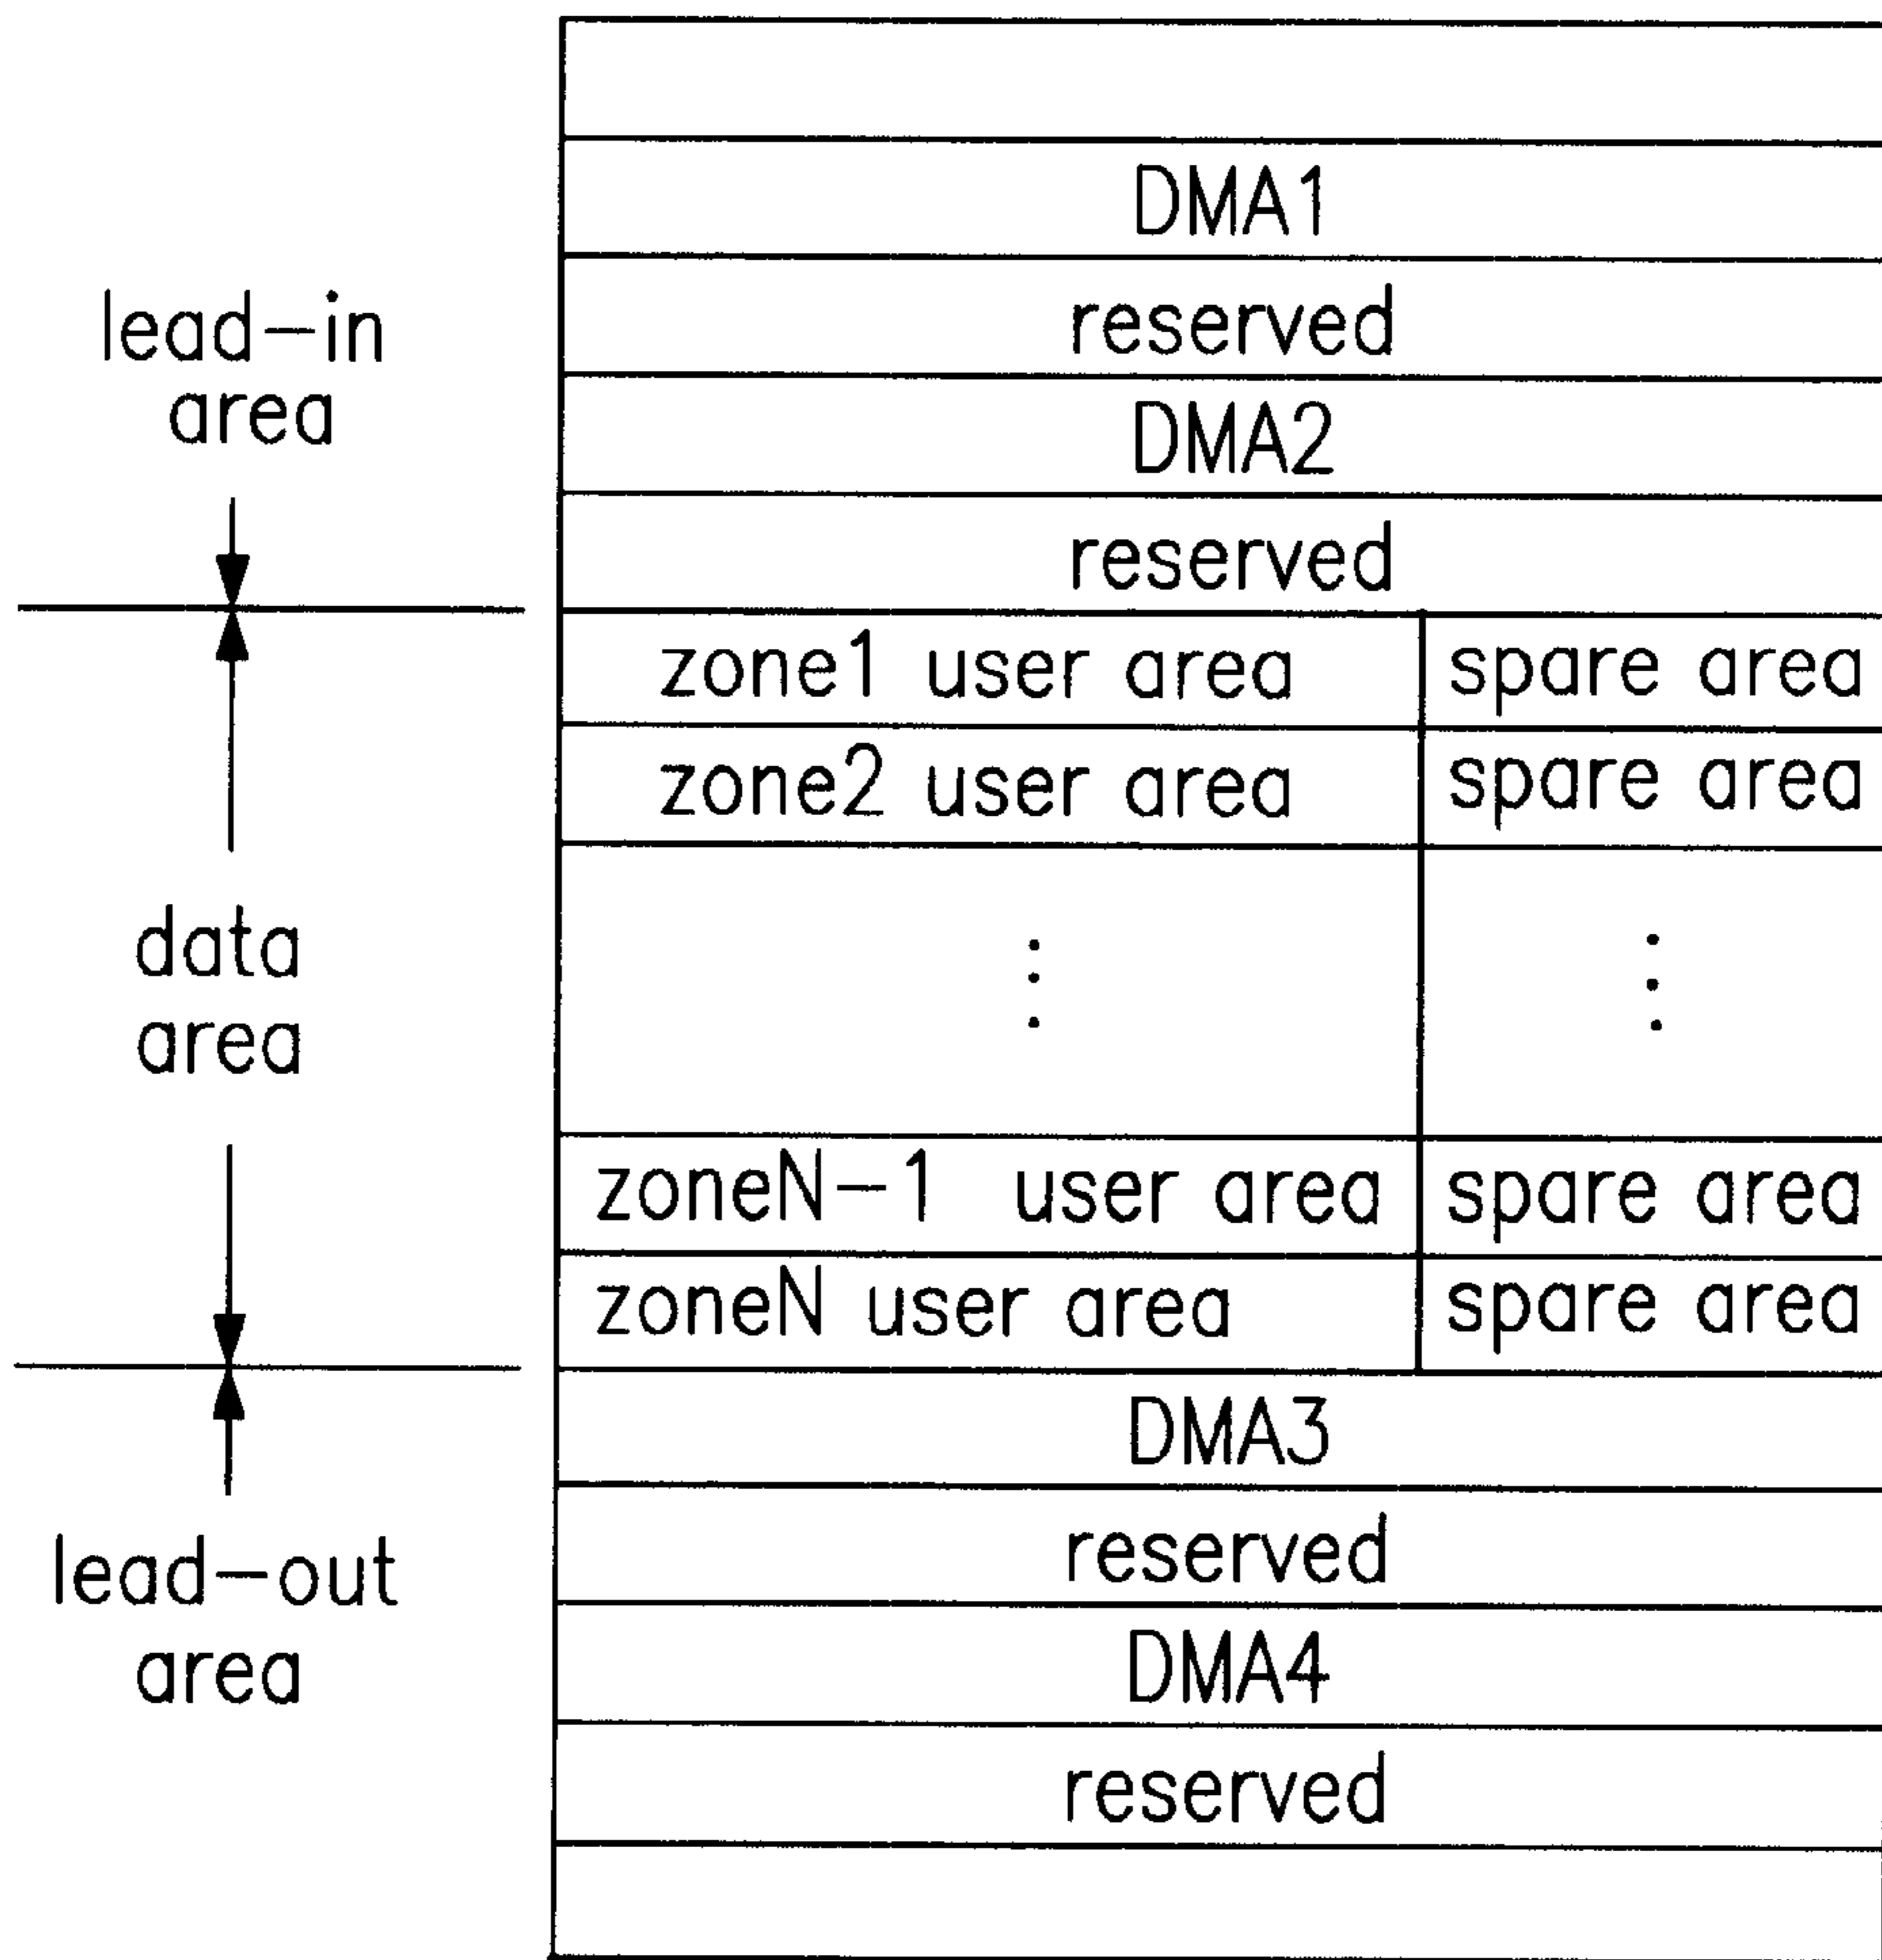 DMA1
reserved
lead-in
area
DMA2
reserved
zone1 user area spare area
zone2 user area spare area
data
area
zoneN-1 user area spare area
zoneN user area spare area
DMA3
reserved
lead-out
area
DMA4
reserved